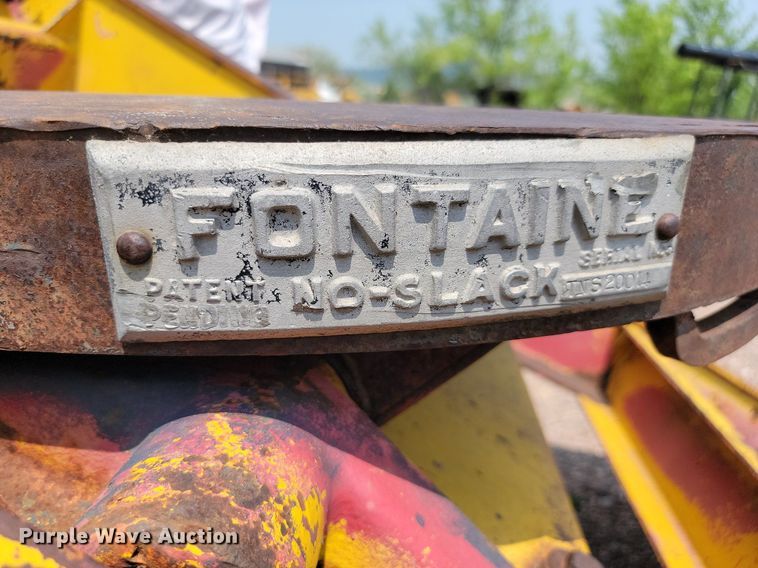 FONTAINE
PATENT PENDING
NO-SLACK
SERIAL NO.
Purple Wave Auction